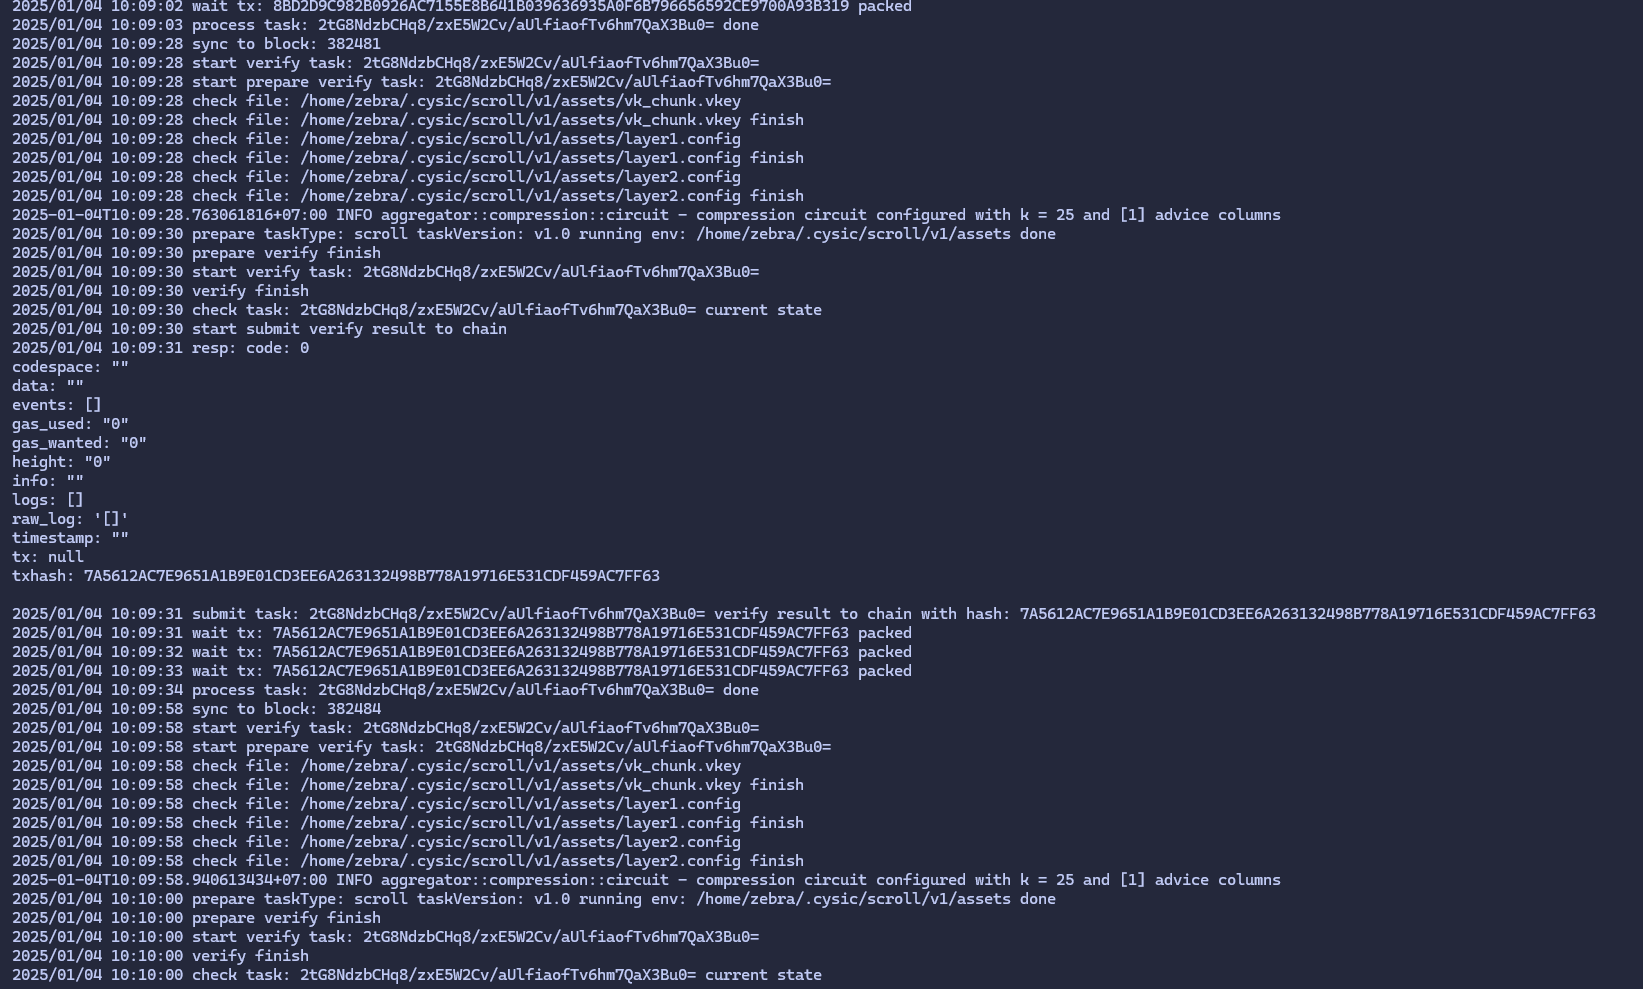 2025/01/04 10:09:02 wait tx: 8BD2D9C982B0926AC7155E8B641B039636935A0F6B796656592CE9700A93B319 packed
2025/01/04 10:09:03 process task: 2tG8NdzbCHq8/zxE5W2Cv/aUlfiaofTv6hm7QaX3Bu0= done
2025/01/04 10:09:28 sync to block: 382481
2025/01/04 10:09:28 start verify task: 2tG8NdzbCHq8/zxE5W2Cv/aUlfiaofTv6hm7QaX3Bu0=
2025/01/04 10:09:28 start prepare verify task: 2tG8NdzbCHq8/zxE5W2Cv/aUlfiaofTv6hm7QaX3Bu0=
2025/01/04 10:09:28 check file: /home/zebra/.cysic/scroll/v1/assets/vk_chunk.vkey
2025/01/04 10:09:28 check file: /home/zebra/.cysic/scroll/v1/assets/vk_chunk.vkey finish
2025/01/04 10:09:28 check file: /home/zebra/.cysic/scroll/v1/assets/layer1.config
2025/01/04 10:09:28 check file: /home/zebra/.cysic/scroll/v1/assets/layer1.config finish
2025/01/04 10:09:28 check file: /home/zebra/.cysic/scroll/v1/assets/layer2.config
2025/01/04 10:09:28 check file: /home/zebra/.cysic/scroll/v1/assets/layer2.config finish
2025-01-04T10:09:28.763061816+07:00 INFO aggregator::compression::circuit - compression circuit configured with k = 25 and [1] advice columns
2025/01/04 10:09:30 prepare taskType: scroll taskVersion: v1.0 running env: /home/zebra/.cysic/scroll/v1/assets done
2025/01/04 10:09:30 prepare verify finish
2025/01/04 10:09:30 start verify task: 2tG8NdzbCHq8/zxE5W2Cv/aUlfiaofTv6hm7QaX3Bu0=
2025/01/04 10:09:30 verify finish
2025/01/04 10:09:30 check task: 2tG8NdzbCHq8/zxE5W2Cv/aUlfiaofTv6hm7QaX3Bu0= current state
2025/01/04 10:09:30 start submit verify result to chain
2025/01/04 10:09:31 resp: code: 0
codespace: ""
data: ""
events: []
gas_used: "0"
gas_wanted: "0"
height: "0"
info: ""
logs: []
raw_log: '[]'
timestamp: ""
tx: null
txhash: 7A5612AC7E9651A1B9E01CD3EE6A263132498B778A19716E531CDF459AC7FF63
2025/01/04 10:09:31 submit task: 2tG8NdzbCHq8/zxE5W2Cv/aUlfiaofTv6hm7QaX3Bu0= verify result to chain with hash: 7A5612AC7E9651A1B9E01CD3EE6A263132498B778A19716E531CDF459AC7FF63
2025/01/04 10:09:31 wait tx: 7A5612AC7E9651A1B9E01CD3EE6A263132498B778A19716E531CDF459AC7FF63 packed
2025/01/04 10:09:32 wait tx: 7A5612AC7E9651A1B9E01CD3EE6A263132498B778A19716E531CDF459AC7FF63 packed
2025/01/04 10:09:33 wait tx: 7A5612AC7E9651A1B9E01CD3EE6A263132498B778A19716E531CDF459AC7FF63 packed
2025/01/04 10:09:34 process task: 2tG8NdzbCHq8/zxE5W2Cv/aUlfiaofTv6hm7QaX3Bu0= done
2025/01/04 10:09:58 sync to block: 382484
2025/01/04 10:09:58 start verify task: 2tG8NdzbCHq8/zxE5W2Cv/aUlfiaofTv6hm7QaX3Bu0=
2025/01/04 10:09:58 start prepare verify task: 2tG8NdzbCHq8/zxE5W2Cv/aUlfiaofTv6hm7QaX3Bu0=
2025/01/04 10:09:58 check file: /home/zebra/.cysic/scroll/v1/assets/vk_chunk.vkey
2025/01/04 10:09:58 check file: /home/zebra/.cysic/scroll/v1/assets/vk_chunk.vkey finish
2025/01/04 10:09:58 check file: /home/zebra/.cysic/scroll/v1/assets/layer1.config
2025/01/04 10:09:58 check file: /home/zebra/.cysic/scroll/v1/assets/layer1.config finish
2025/01/04 10:09:58 check file: /home/zebra/.cysic/scroll/v1/assets/layer2.config
2025/01/04 10:09:58 check file: /home/zebra/.cysic/scroll/v1/assets/layer2.config finish
2025-01-04T10:09:58.940613434+07:00 INFO aggregator::compression::circuit - compression circuit configured with k = 25 and [1] advice columns
2025/01/04 10:10:00 prepare taskType: scroll taskVersion: v1.0 running env: /home/zebra/.cysic/scroll/v1/assets done
2025/01/04 10:10:00 prepare verify finish
2025/01/04 10:10:00 start verify task: 2tG8NdzbCHq8/zxE5W2Cv/aUlfiaofTv6hm7QaX3Bu0=
2025/01/04 10:10:00 verify finish
2025/01/04 10:10:00 check task: 2tG8NdzbCHq8/zxE5W2Cv/aUlfiaofTv6hm7QaX3Bu0= current state